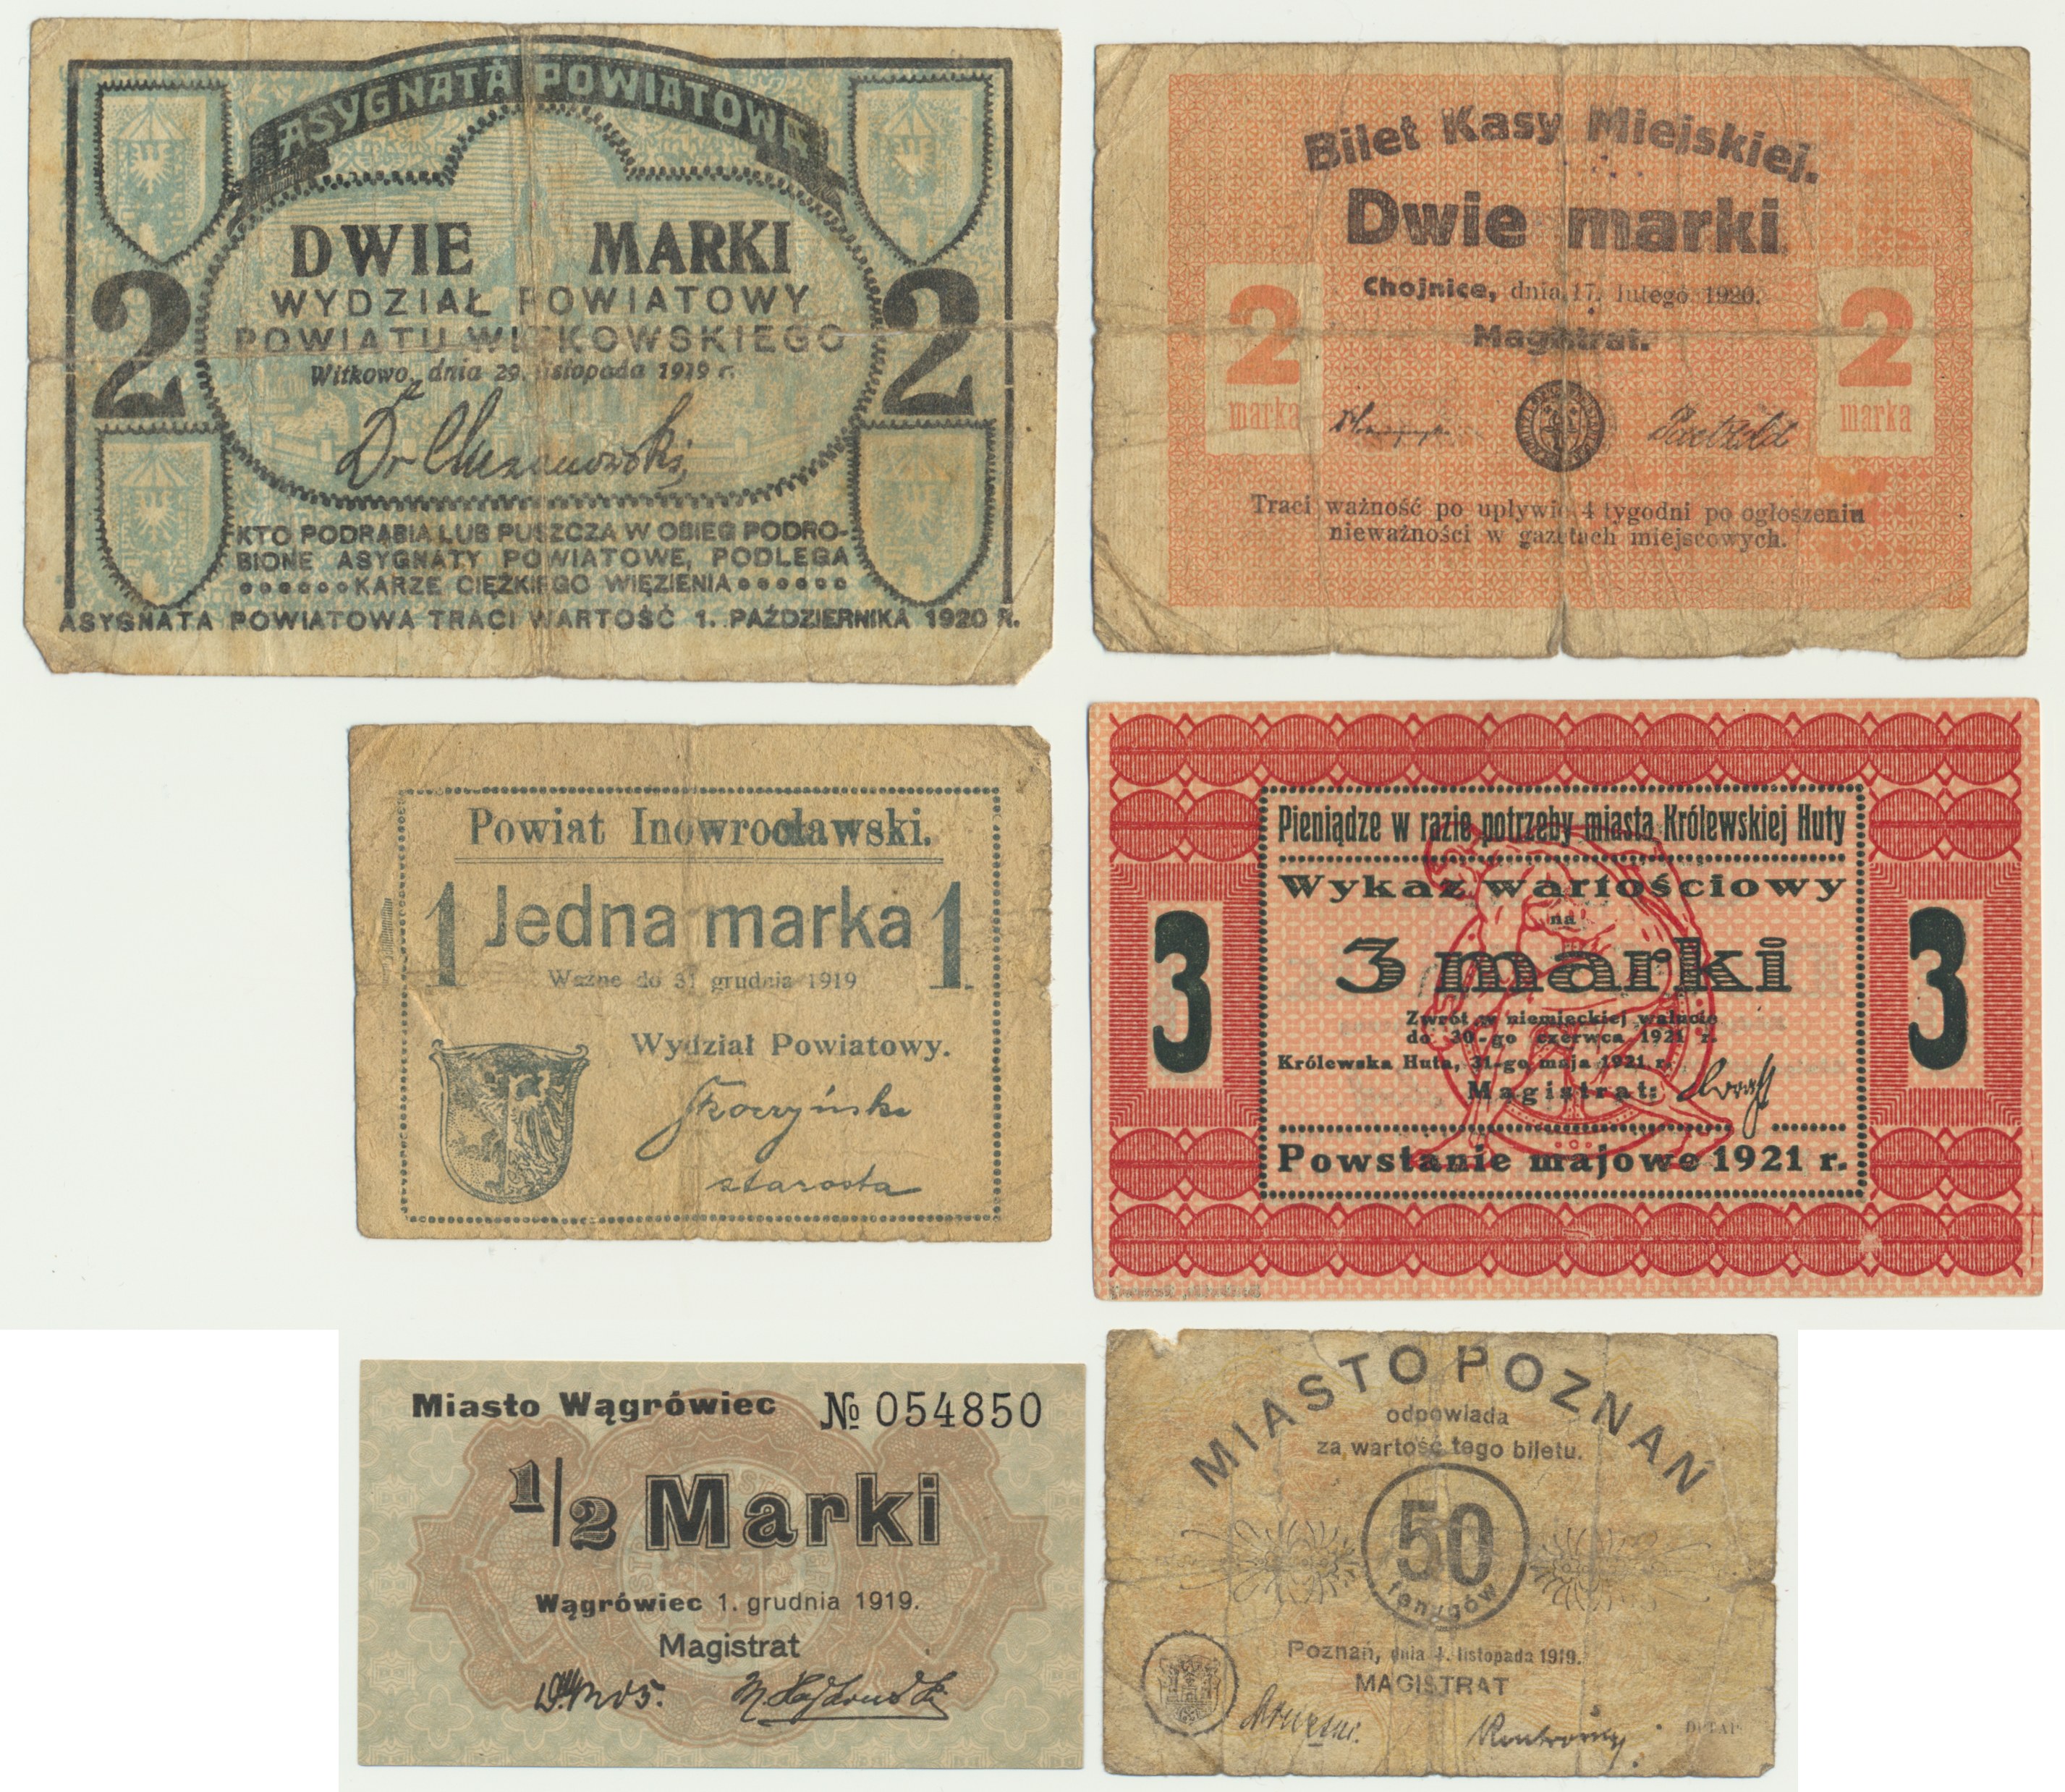 ASYGNATA POWIATOWA
DWIE MARKI
WYDZIAŁ POWIATOWY
POWIATU WITKOWSKIEGO
Witkowo, dnia 29. listopada 1919 r.
2 2
Dr Chrzanowski
KTO PODRABIA LUB PUSZCZA W OBIEG PODRO-
BIONE ASYGNATY POWIATOWE, PODLEGA
KARZE CIĘŻKIEGO WIĘZIENIA
ASYGNATA POWIATOWA TRACI WARTOŚĆ 1. PAŹDZIERNIKA 1920 R.
Bilet Kasy Miejskiej.
Dwie marki
Chojnice, dnia 17. lutego 1920.
Magistrat.
2 2
marka marka
Traci ważność po upływie 4 tygodni po ogłoszeniu
nieważności w gazetach miejscowych.
Powiat Inowrocławski.
1 Jedna marka 1
Ważne do 31 grudnia 1919
Wydział Powiatowy.
starosta
Pieniądze w razie potrzeby miasta Królewskiej Huty
Wykaz wartościowy
na
3 marki
3 3
Zwrót w niemieckiej walucie
do 30-go czerwca 1921 r.
Królewska Huta, 31-go maja 1921 r.
Magistrat:
Powstanie majowe 1921 r.
Miasto Wągrówiec № 054850
1/2 Marki
Wągrówiec 1. grudnia 1919.
Magistrat
MIASTO POZNAŃ
odpowiada
za wartość tego biletu.
50
fenygów
Poznań, dnia 4. listopada 1919.
MAGISTRAT